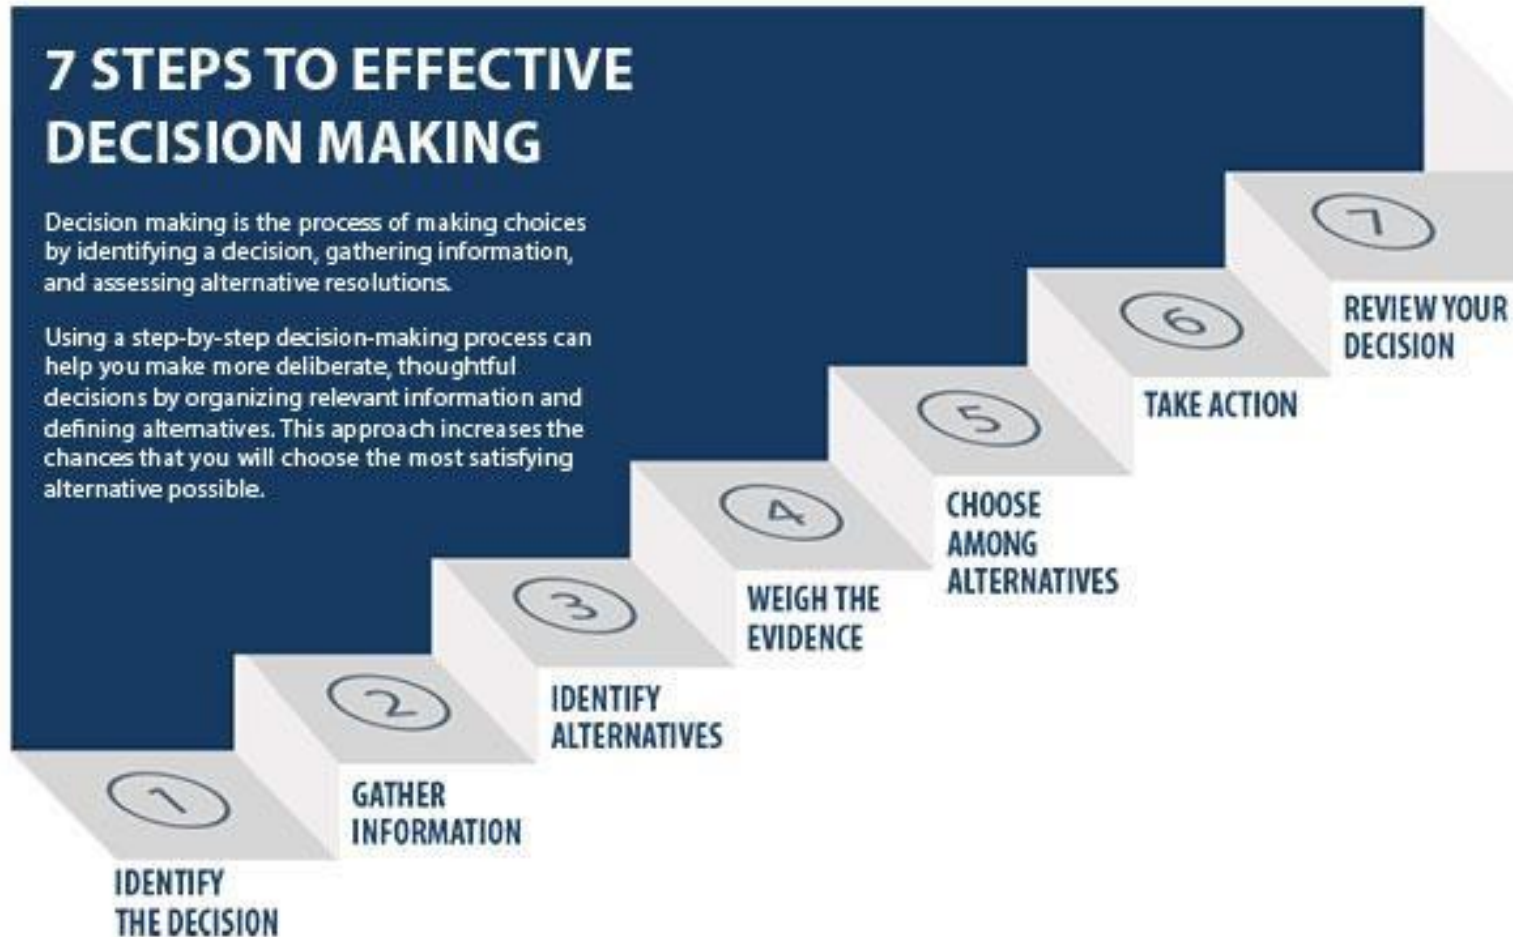 7 STEPS TO EFFECTIVE
DECISION MAKING
Decision making is the process of making choices
by identifying a decision, gathering information,
and assessing alternative resolutions.
Using a step-by-step decision-making process can
help you make more deliberate, thoughtful
decisions by organizing relevant information and
defining alternatives. This approach increases the
chances that you will choose the most satisfying
alternative possible.
1
IDENTIFY
THE DECISION
2
GATHER
INFORMATION
3
IDENTIFY
ALTERNATIVES
4
WEIGH THE
EVIDENCE
5
CHOOSE
AMONG
ALTERNATIVES
6
TAKE ACTION
7
REVIEW YOUR
DECISION